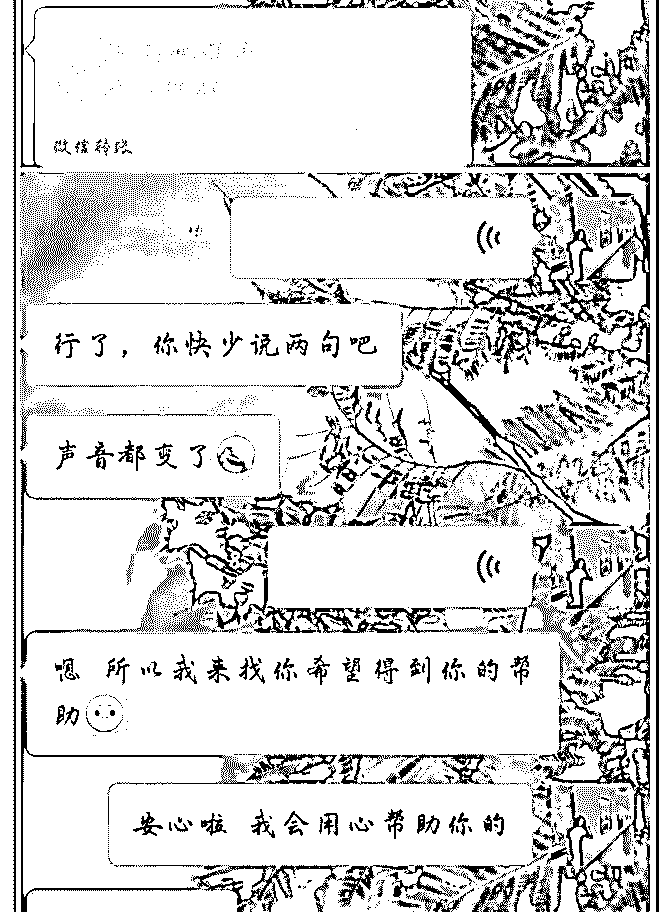 微信转账
行了，你快少说两句吧
声音都变了
嗯 所以我来找你希望得到你的帮
助
安心啦 我会用心帮助你的